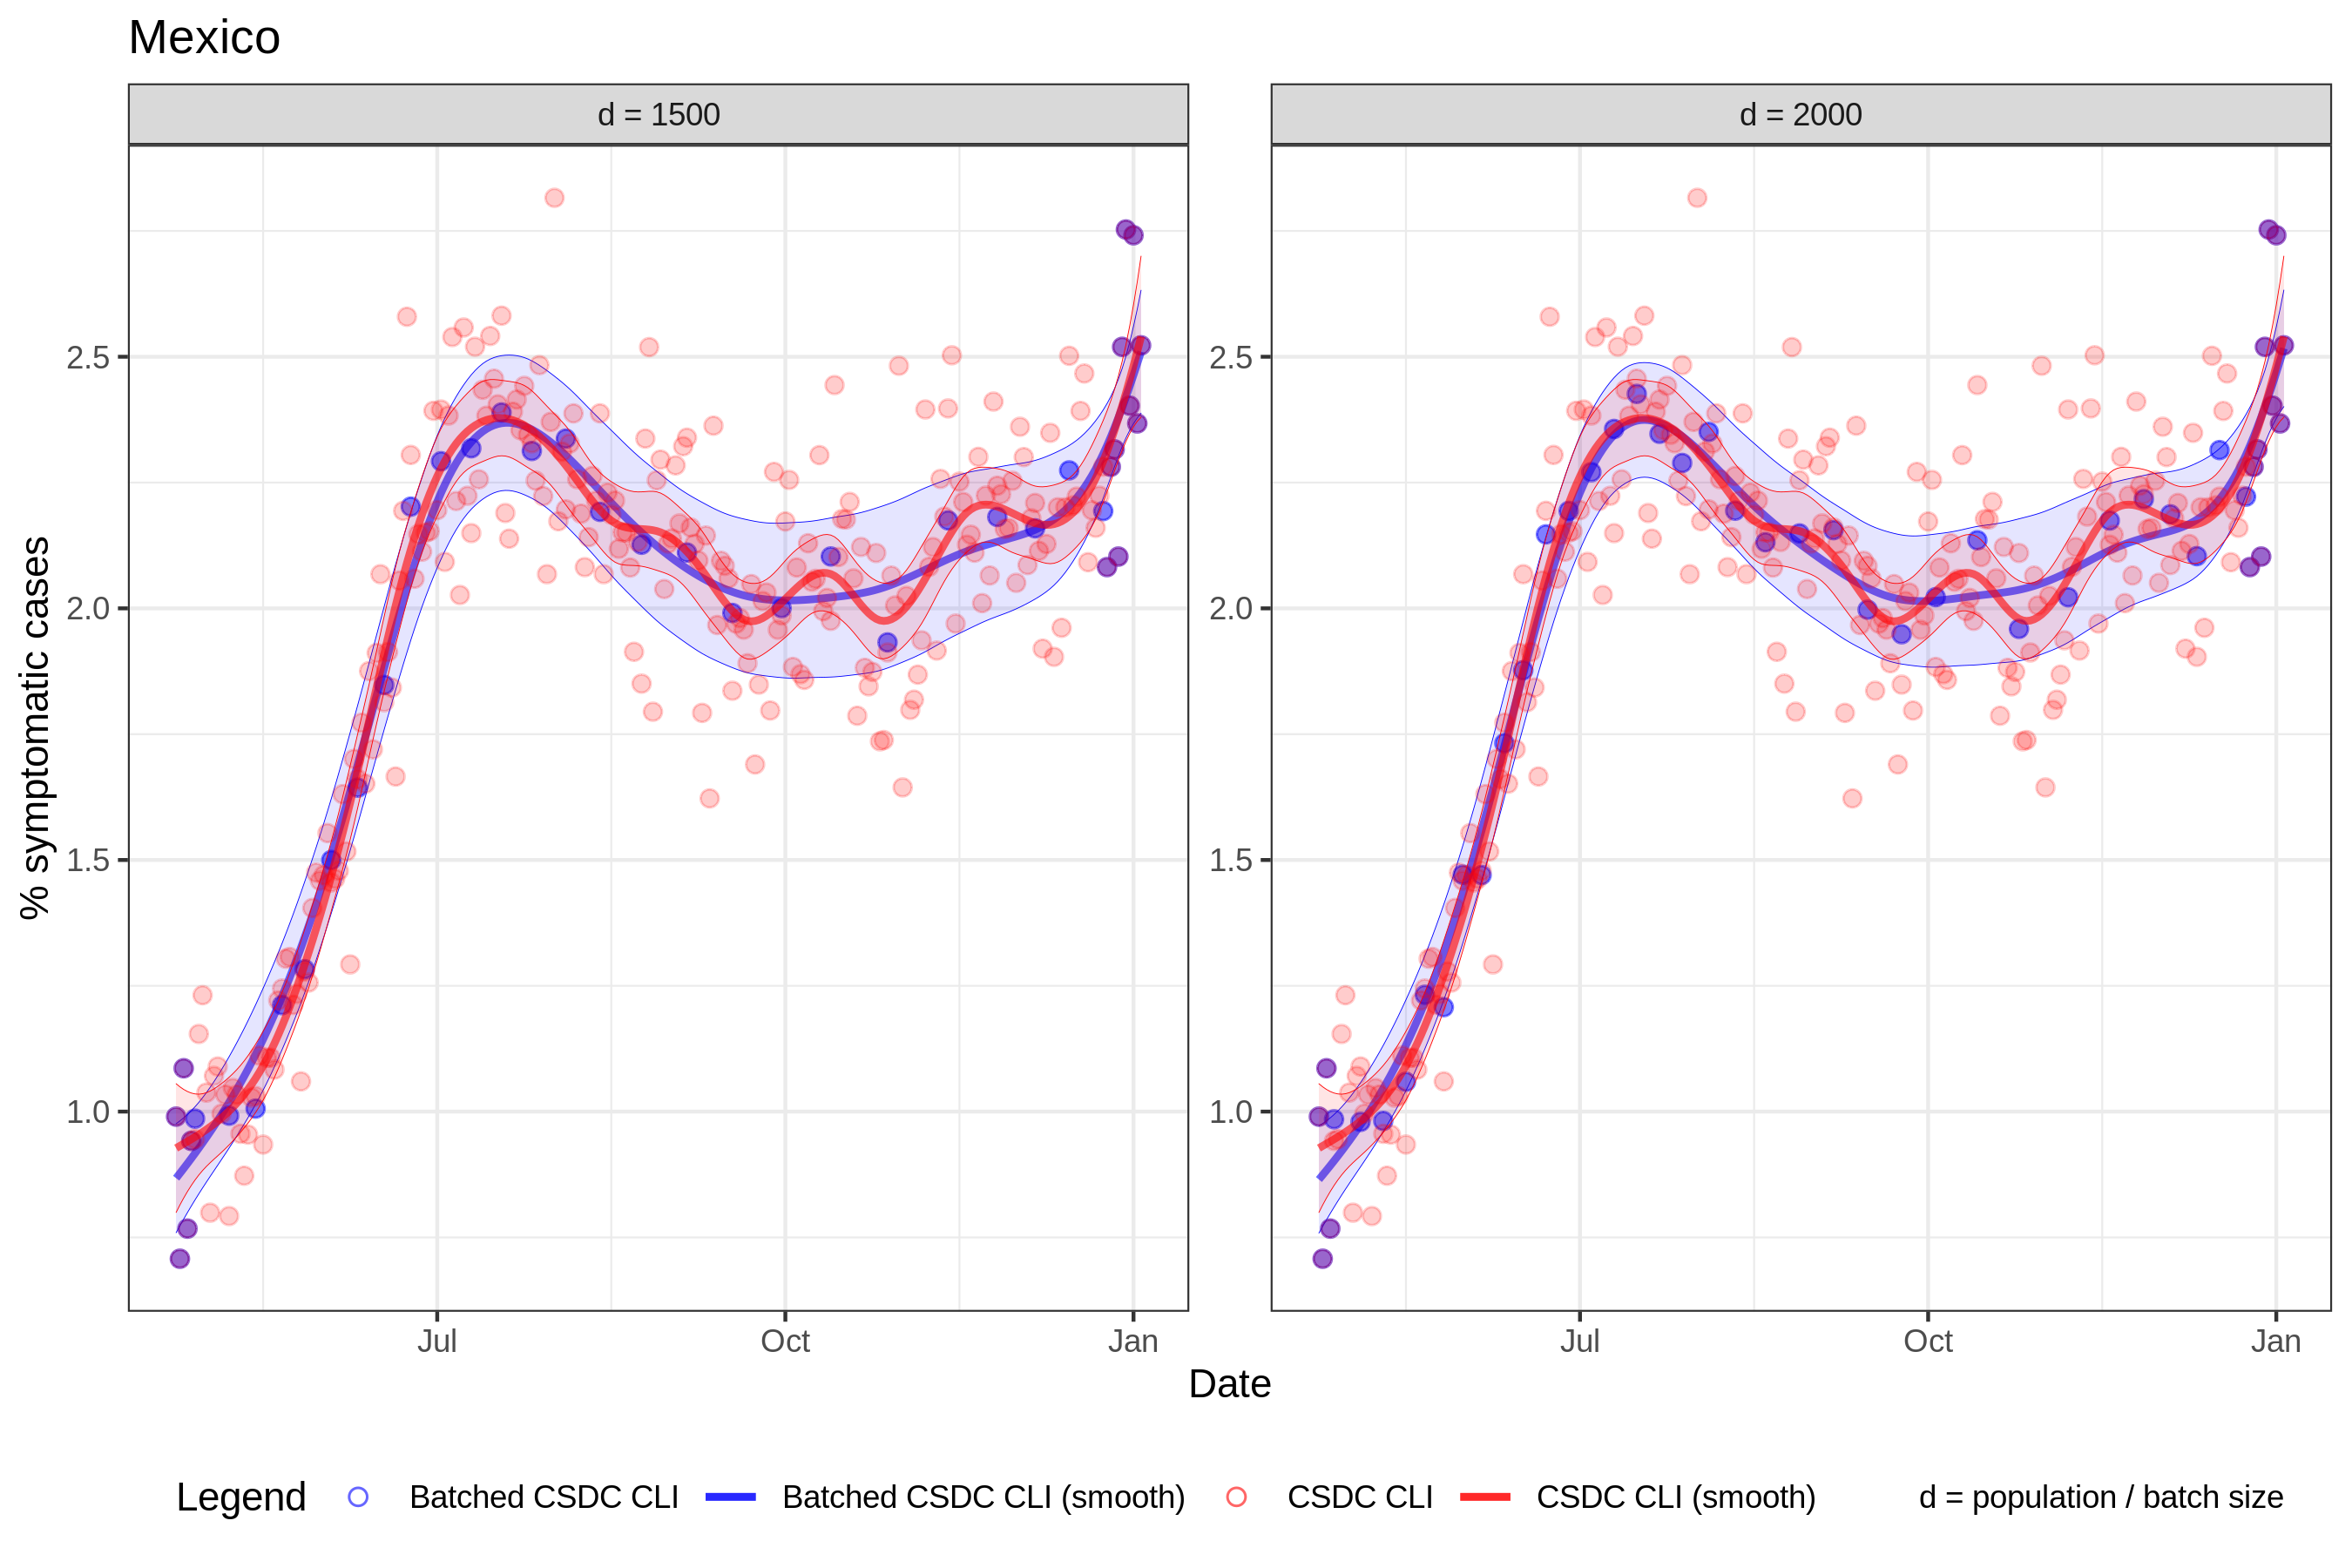 Mexico
d = 1500
d = 2000
% symptomatic cases
2.5
2.0
1.5
1.0
2.5
2.0
1.5
1.0
Jul Oct Jan
Jul Oct Jan
Date
Legend Batched CSDC CLI Batched CSDC CLI (smooth) CSDC CLI CSDC CLI (smooth) d = population / batch size